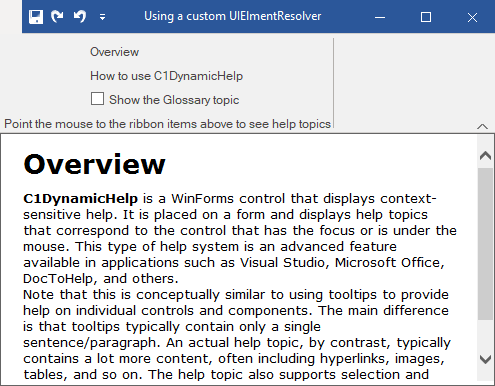 Using a custom UIElmentResolver
Overview
How to use C1DynamicHelp
Show the Glossary topic
Point the mouse to the ribbon items above to see help topics
Overview
C1DynamicHelp is a WinForms control that displays context-
sensitive help. It is placed on a form and displays help topics
that correspond to the control that has the focus or is under the
mouse. This type of help system is an advanced feature
available in applications such as Visual Studio, Microsoft Office,
DocToHelp, and others.
Note that this is conceptually similar to using tooltips to provide
help on individual controls and components. The main difference
is that tooltips typically contain only a single
sentence/paragraph. An actual help topic, by contrast, typically
contains a lot more content, often including hyperlinks, images,
tables, and so on. The help topic also supports selection and